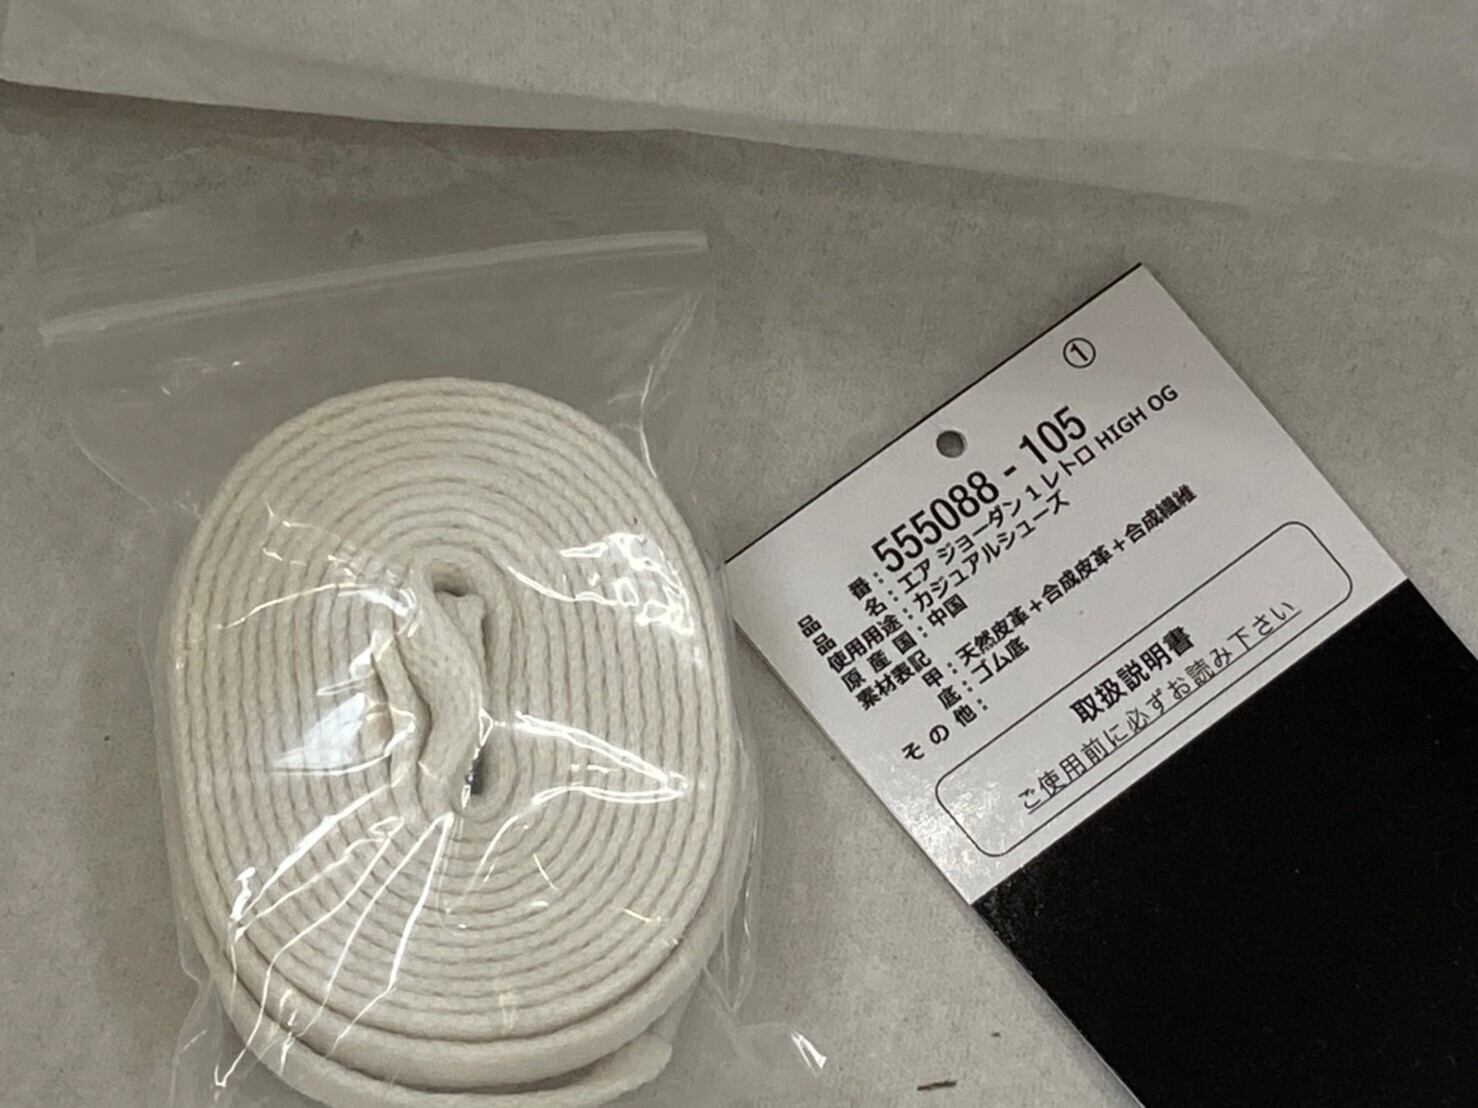 ①
品番：555088 - 105
品名：エア ジョーダン 1 レトロ HIGH OG
使用用途：カジュアルシューズ
原産国：中国
素材表記 甲：天然皮革＋合成皮革＋合成繊維
底：ゴム底
その他：
取扱説明書
ご使用前に必ずお読み下さい